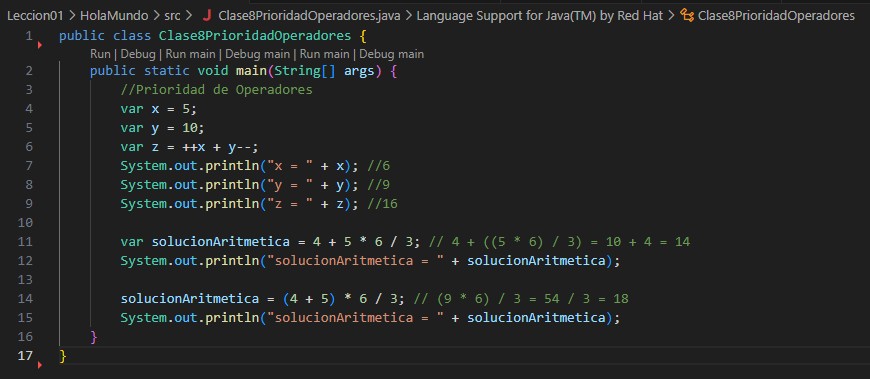 Leccion01 > HolaMundo > src > J Clase8PrioridadOperadores.java > Language Support for Java(TM) by Red Hat > Clase8PrioridadOperadores
1 public class Clase8PrioridadOperadores {
Run | Debug | Run main | Debug main | Run main | Debug main
2 public static void main(String[] args) {
3 //Prioridad de Operadores
4 var x = 5;
5 var y = 10;
6 var z = ++x + y--;
7 System.out.println("x = " + x); //6
8 System.out.println("y = " + y); //9
9 System.out.println("z = " + z); //16
10
11 var solucionAritmetica = 4 + 5 * 6 / 3; // 4 + ((5 * 6) / 3) = 10 + 4 = 14
12 System.out.println("solucionAritmetica = " + solucionAritmetica);
13
14 solucionAritmetica = (4 + 5) * 6 / 3; // (9 * 6) / 3 = 54 / 3 = 18
15 System.out.println("solucionAritmetica = " + solucionAritmetica);
16 }
17 }